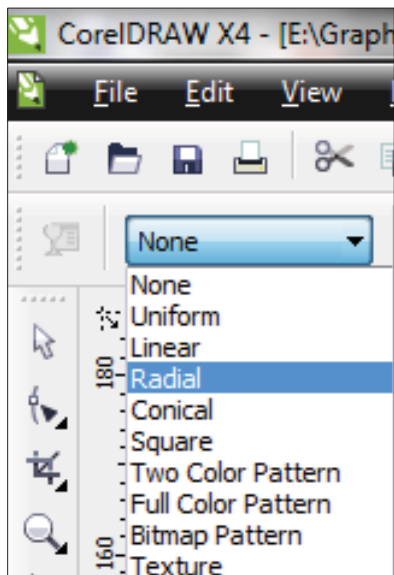 CorelDRAW X4 - [E:\Graph
File Edit View
None
None
Uniform
Linear
Radial
Conical
Square
Two Color Pattern
Full Color Pattern
Bitmap Pattern
Texture
180
160